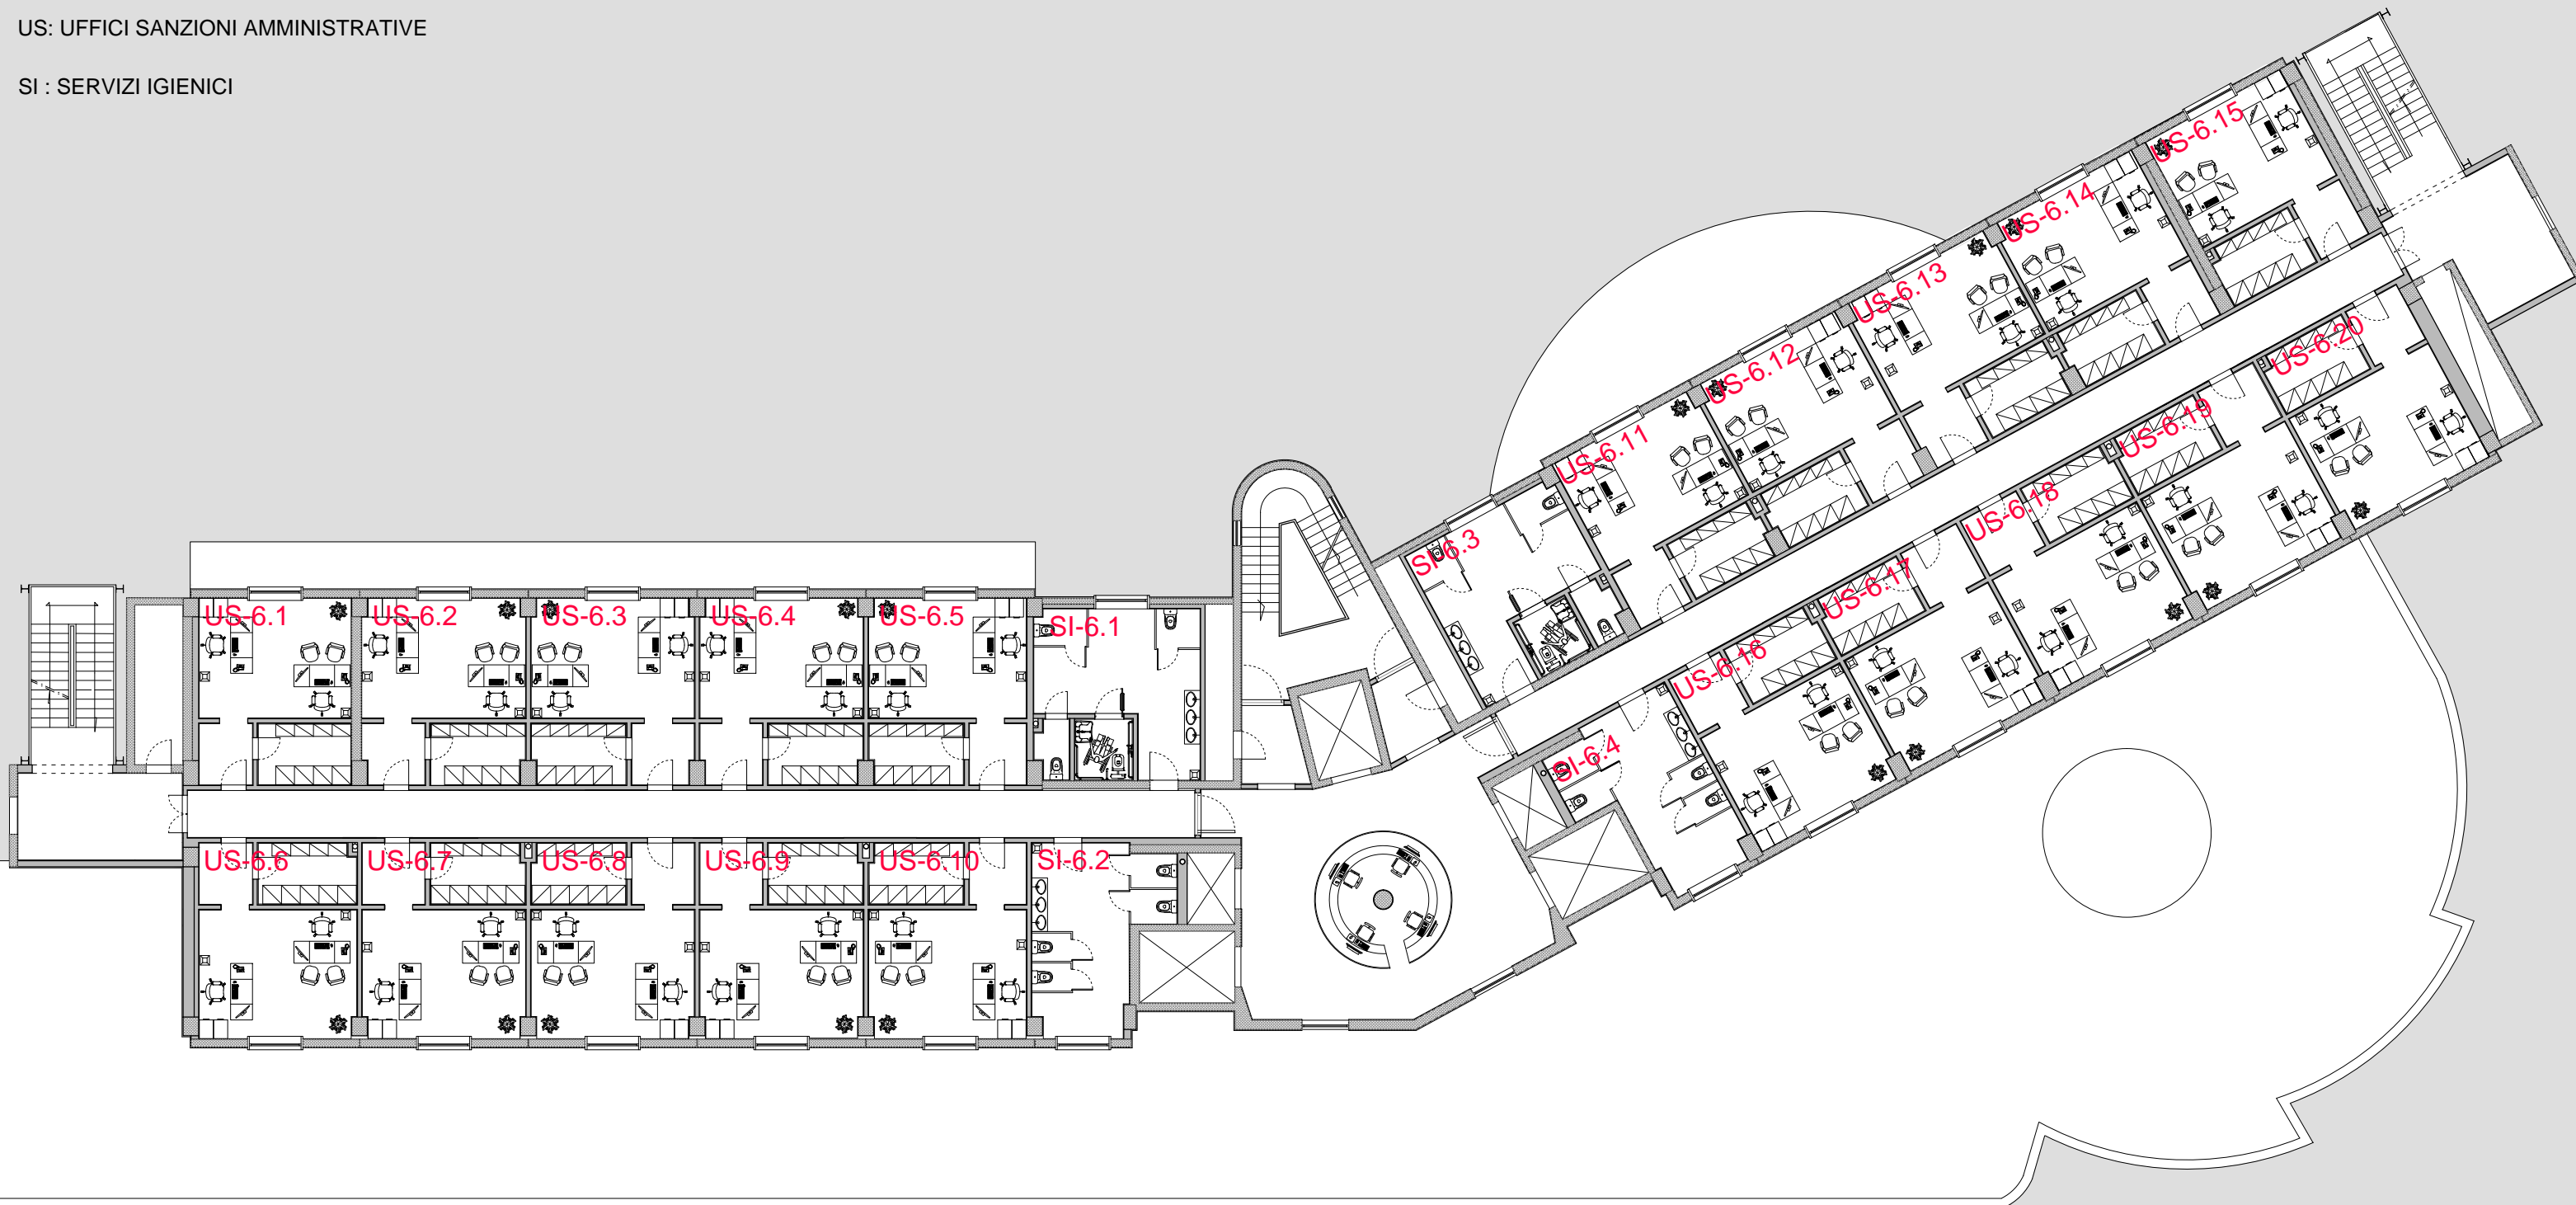 US: UFFICI SANZIONI AMMINISTRATIVE
SI : SERVIZI IGIENICI
US-6.15
US-6.14
US-6.13
US-6.12
US-6.11
SI-6.3
US-6.20
US-6.19
US-6.18
US-6.17
US-6.16
SI-6.4
US-6.1
US-6.2
US-6.3
US-6.4
US-6.5
SI-6.1
US-6.6
US-6.7
US-6.8
US-6.9
US-6.10
SI-6.2